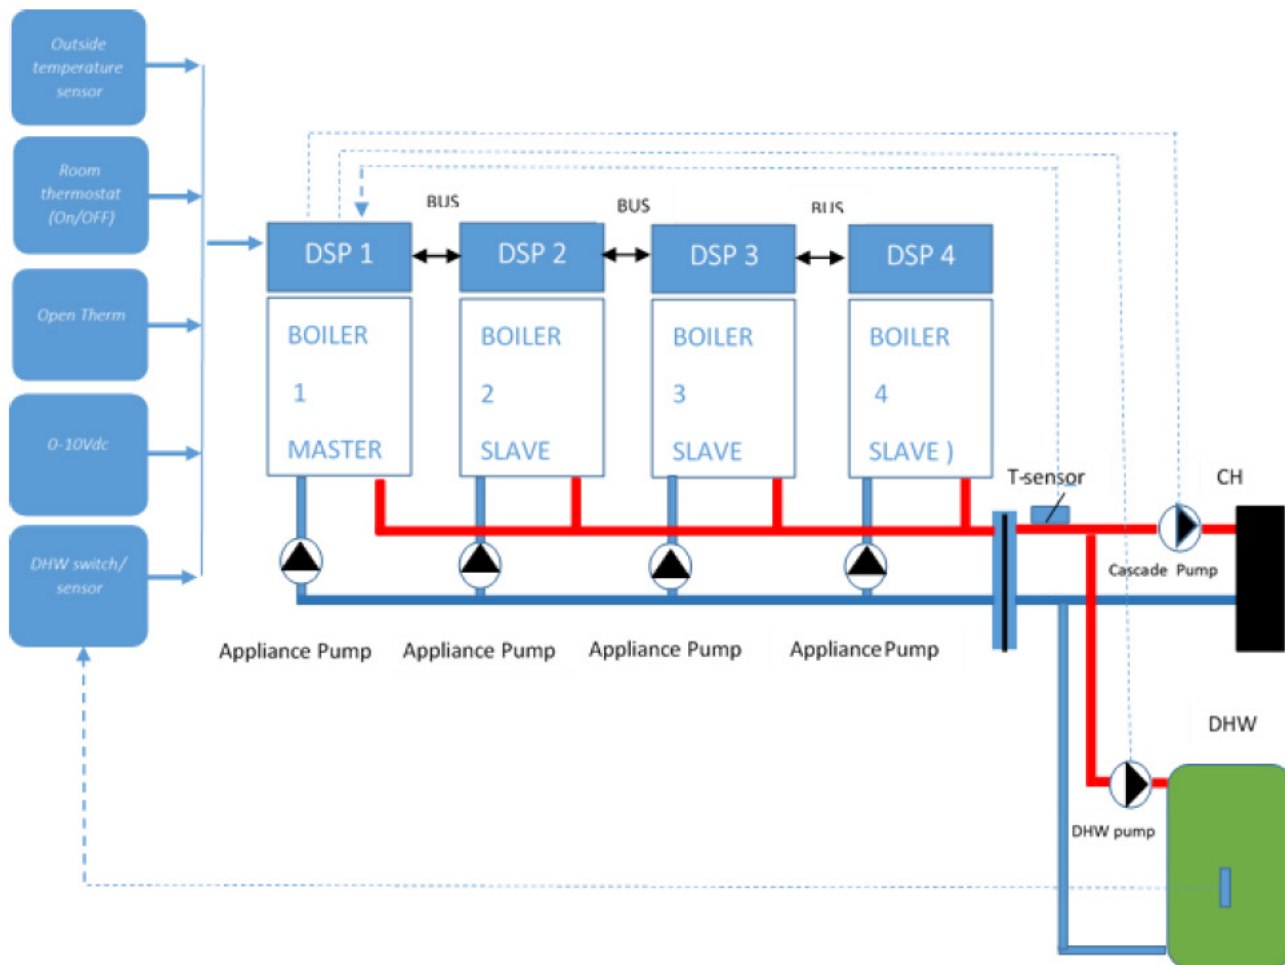 Outside
temperature
sensor
Room
thermostat
(On/OFF)
Open Therm
0-10Vdc
DHW switch/
sensor
BUS
BUS
BUS
DSP 1
DSP 2
DSP 3
DSP 4
BOILER
1
MASTER
BOILER
2
SLAVE
BOILER
3
SLAVE
BOILER
4
SLAVE )
T-sensor
CH
Cascade Pump
Appliance Pump
Appliance Pump
Appliance Pump
Appliance Pump
DHW
DHW pump